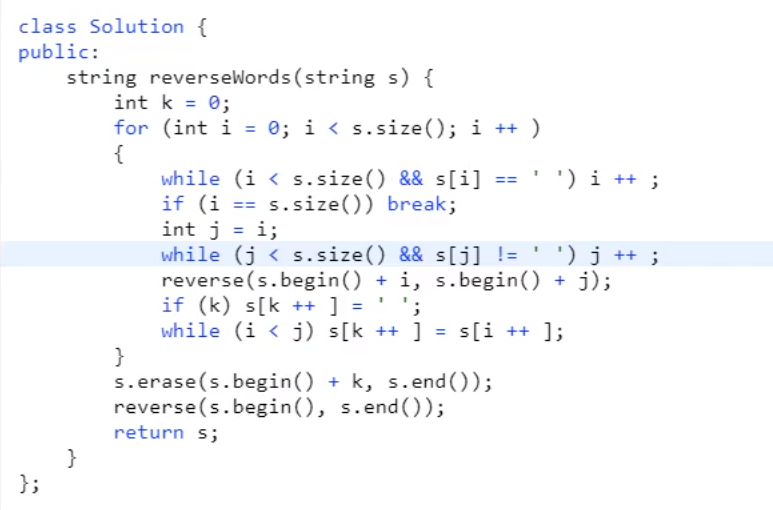 class Solution {
public:
    string reverseWords(string s) {
        int k = 0;
        for (int i = 0; i < s.size(); i ++ )
        {
            while (i < s.size() && s[i] == ' ') i ++ ;
            if (i == s.size()) break;
            int j = i;
            while (j < s.size() && s[j] != ' ') j ++ ;
            reverse(s.begin() + i, s.begin() + j);
            if (k) s[k ++ ] = ' ';
            while (i < j) s[k ++ ] = s[i ++ ];
        }
        s.erase(s.begin() + k, s.end());
        reverse(s.begin(), s.end());
        return s;
    }
};